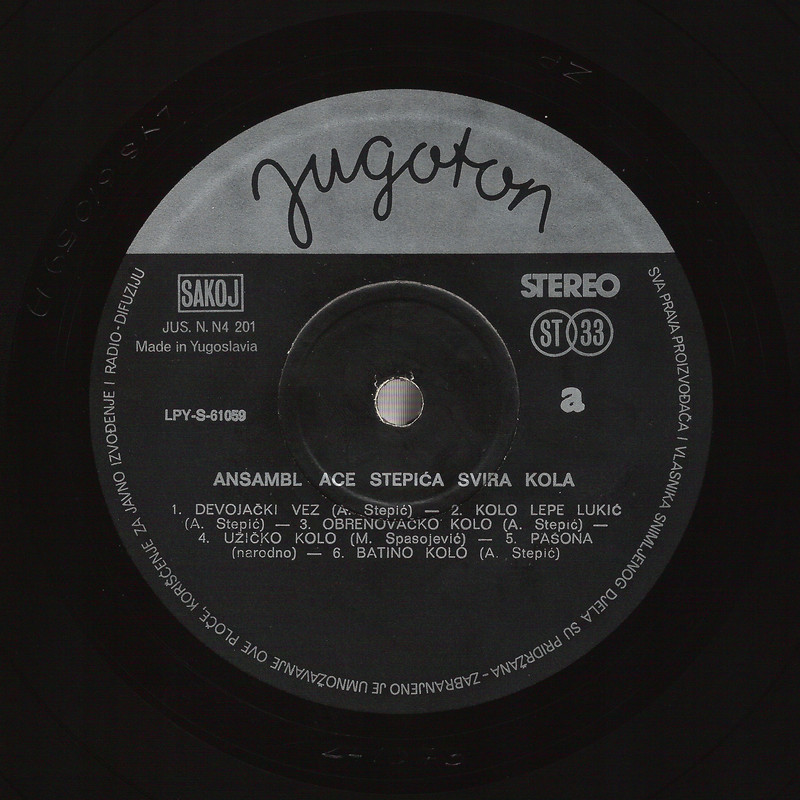 jugoton
SAKOJ
JUS. N. N4 201
Made in Yugoslavia
STEREO
ST 33
LPY-S-61059
a
ANSAMBL ACE STEPIĆA SVIRA KOLA
1. DEVOJAČKI VEZ (A. Stepić) — 2. KOLO LEPE LUKIĆ
(A. Stepić) — 3. OBRENOVAČKO KOLO (A. Stepić) —
4. UŽIČKO KOLO (M. Spasojević) — 5. PASONA
(narodno) — 6. BATINO KOLO (A. Stepić)
SVA PRAVA PROIZVOĐAČA I VLASNIKA SNIMLJENOG DJELA SU PRIDRŽANA - ZABRANJENO JE UMNOŽAVANJE OVE PLOČE, KORIŠĆENJE ZA JAVNO IZVOĐENJE I RADIO-DIFUZIJU